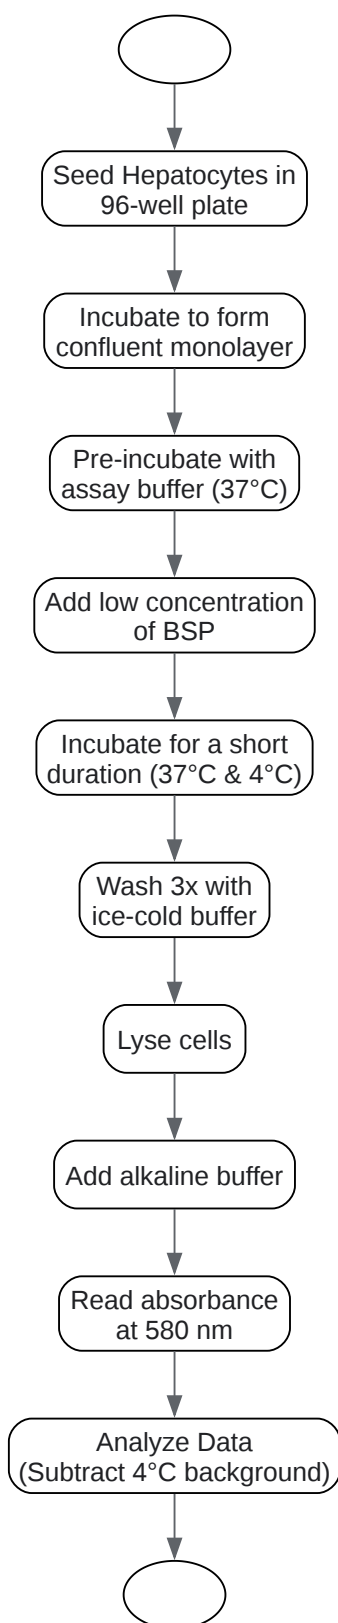 Seed Hepatocytes in
96-well plate
Incubate to form
confluent monolayer
Pre-incubate with
assay buffer (37°C)
Add low concentration
of BSP
Incubate for a short
duration (37°C & 4°C)
Wash 3x with
ice-cold buffer
Lyse cells
Add alkaline buffer
Read absorbance
at 580 nm
Analyze Data
(Subtract 4°C background)